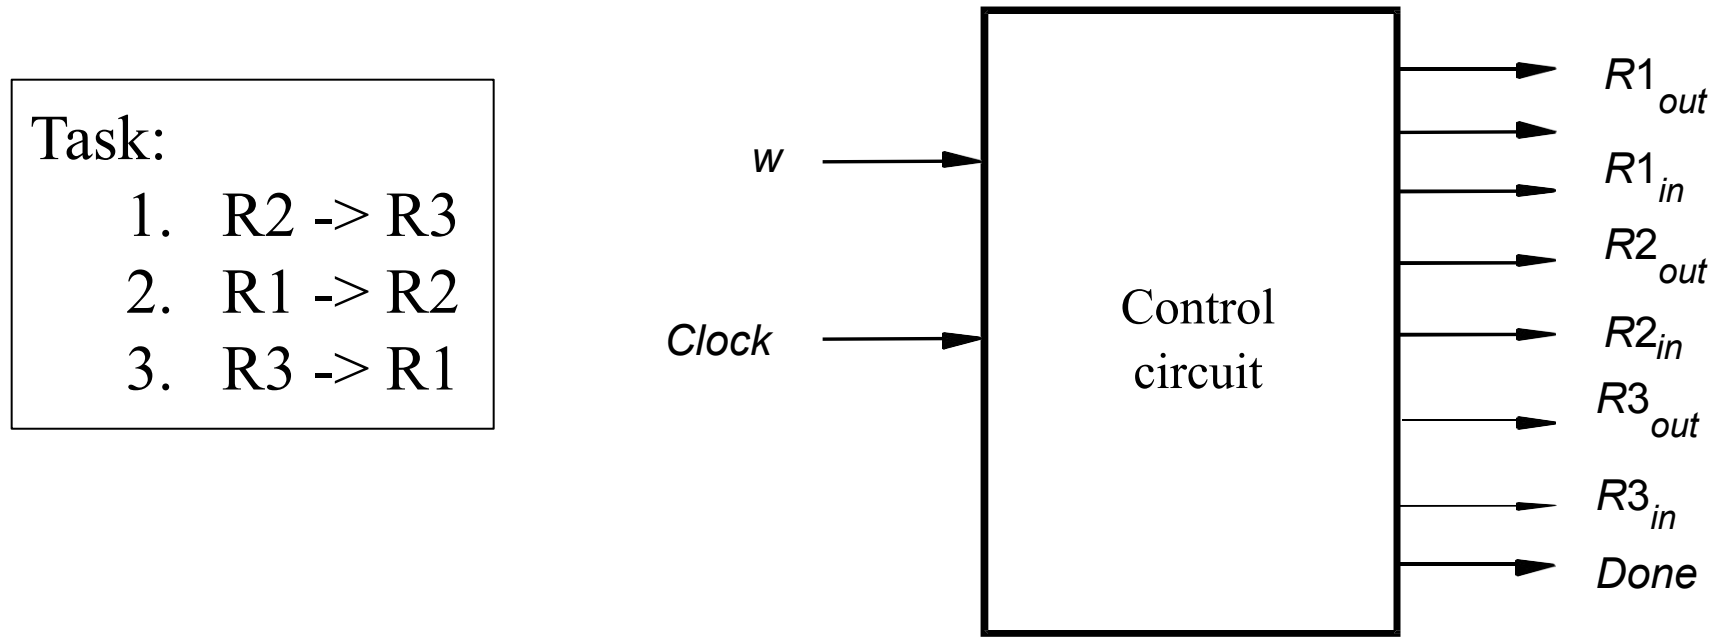 Task:
1. R2 -> R3
2. R1 -> R2
3. R3 -> R1
w
Clock
Control
circuit
R1out
R1in
R2out
R2in
R3out
R3in
Done